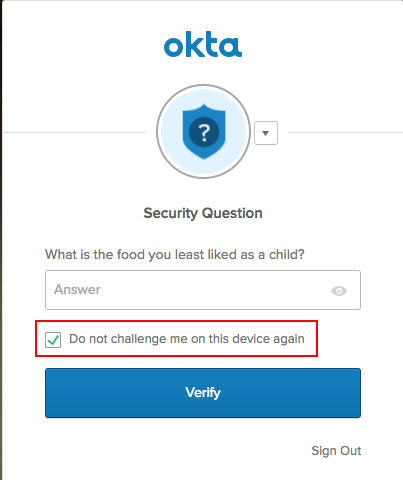 okta
?
Security Question
What is the food you least liked as a child?
Answer
Do not challenge me on this device again
Verify
Sign Out